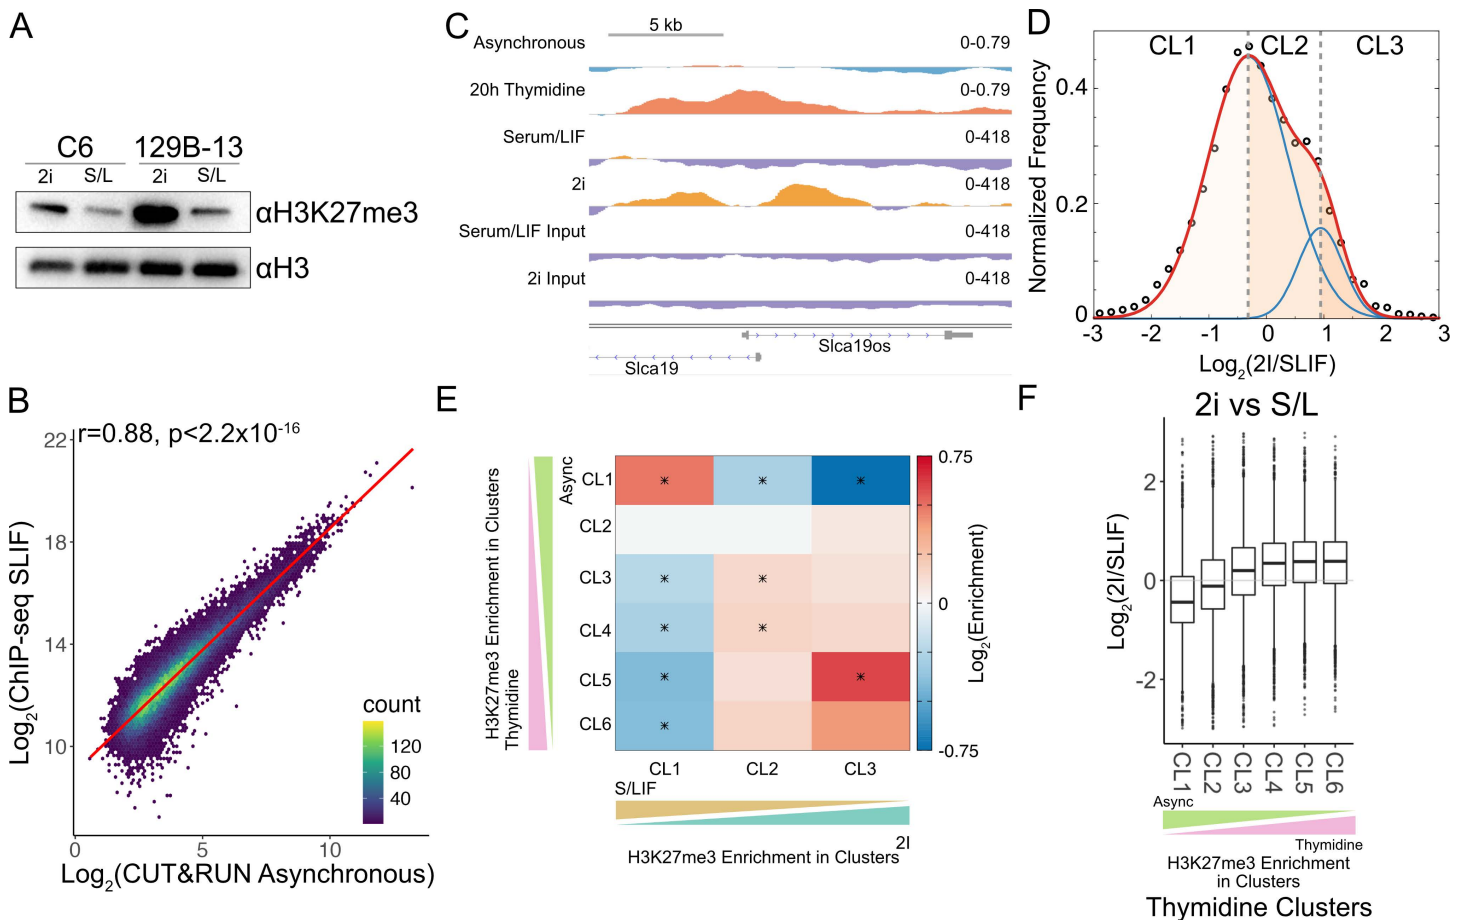 A
C6
129B-13
2i
S/L
2i
S/L
αH3K27me3
αH3
B
r=0.88, p<2.2x10-16
22
18
14
10
0
5
10
Log2(ChIP-seq SLIF)
Log2(CUT&RUN Asynchronous)
count
120
80
40
C
5 kb
Asynchronous
0-0.79
20h Thymidine
0-0.79
Serum/LIF
0-418
2i
0-418
Serum/LIF Input
0-418
2i Input
0-418
Slca19os
Slca19
D
CL1
CL2
CL3
Normalized Frequency
0.4
0.2
0
-3
-2
-1
0
1
2
3
Log2(2I/SLIF)
E
H3K27me3 Enrichment in Clusters
Thymidine
Async
CL1
CL2
CL3
CL4
CL5
CL6
*
*
*
*
*
*
*
*
*
*
0.75
0
-0.75
Log2(Enrichment)
CL1
CL2
CL3
S/LIF
2I
H3K27me3 Enrichment in Clusters
F
2i vs S/L
Log2(2I/SLIF)
2
0
-2
CL1
CL2
CL3
CL4
CL5
CL6
Async
Thymidine
H3K27me3 Enrichment
in Clusters
Thymidine Clusters